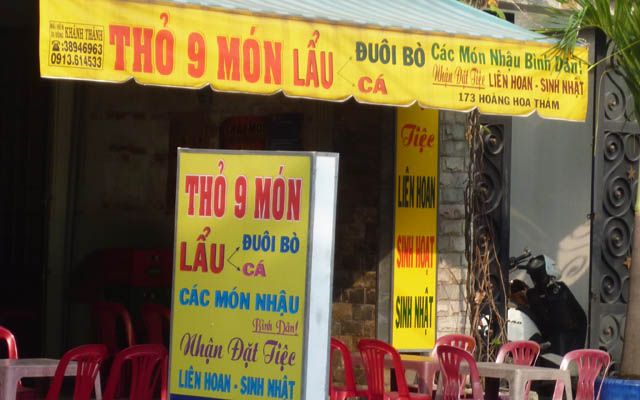 KHÁNH THÀNH
38946963
0913.614533
THỎ 9 MÓN LẨU ĐUÔI BÒ
CÁ
Các Món Nhậu Bình Dân!
Nhận Đặt Tiệc LIÊN HOAN - SINH NHẬT
173 HOÀNG HOA THÁM
THỎ 9 MÓN
LẨU ĐUÔI BÒ
CÁ
CÁC MÓN NHẬU
Bình Dân!
Nhận Đặt Tiệc
LIÊN HOAN - SINH NHẬT
Tiệc
LIÊN HOAN
SINH HOẠT
SINH NHẬT